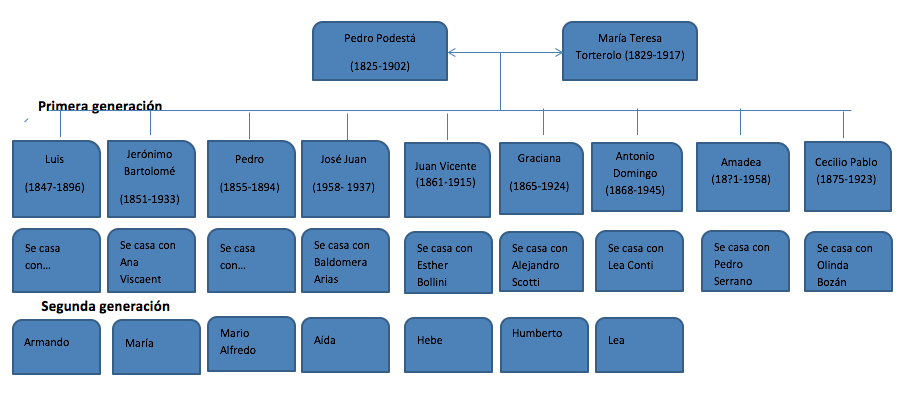 Pedro Podestá
(1825-1902)
María Teresa
Torterolo (1829-1917)
Primera generación
Luis
(1847-1896)
Jerónimo
Bartolomé
(1851-1933)
Pedro
(1855-1894)
José Juan
(1958- 1937)
Juan Vicente
(1861-1915)
Graciana
(1865-1924)
Antonio
Domingo
(1868-1945)
Amadea
(1871-1958)
Cecilio Pablo
(1875-1923)
Se casa
con...
Se casa con
Ana
Viscaent
Se casa
con...
Se casa con
Baldomera
Arias
Se casa con
Esther
Bollini
Se casa con
Alejandro
Scotti
Se casa con
Lea Conti
Se casa con
Pedro
Serrano
Se casa con
Olinda
Bozán
Segunda generación
Armando
María
Mario
Alfredo
Aída
Hebe
Humberto
Lea